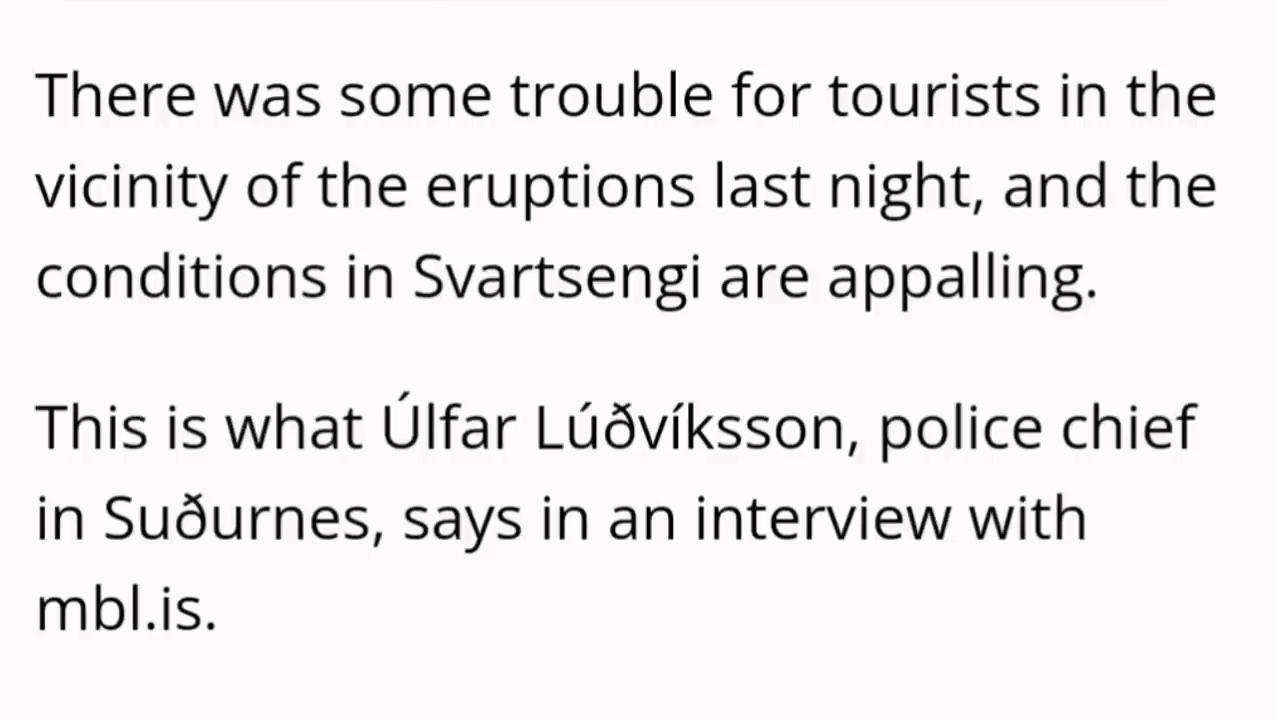 There was some trouble for tourists in the
vicinity of the eruptions last night, and the
conditions in Svartsengi are appalling.
This is what Úlfar Lúðvíksson, police chief
in Suðurnes, says in an interview with
mbl.is.